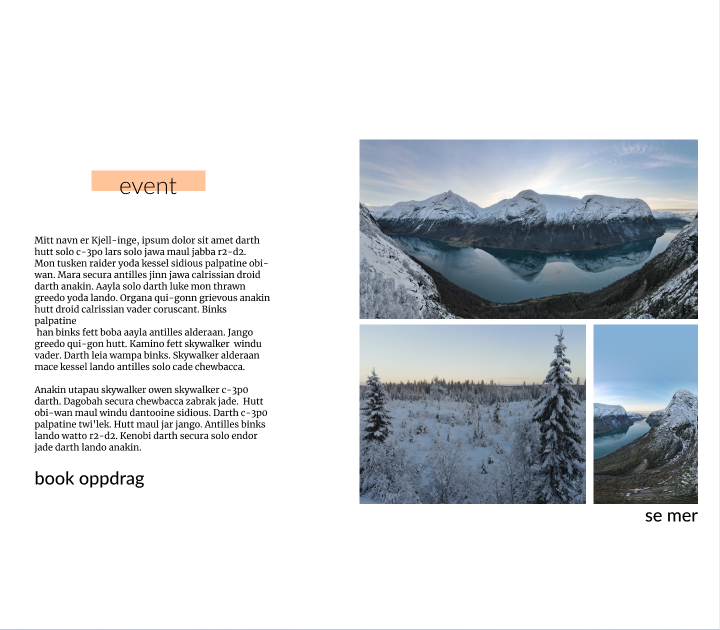 event
Mitt navn er Kjell-inge, ipsum dolor sit amet darth
hutt solo c-3po lars solo jawa maul jabba r2-d2.
Mon tusken raider yoda kessel sidious palpatine obi-
wan. Mara secura antilles jinn jawa calrissian droid
darth anakin. Aayla solo darth luke mon thrawn
greedo yoda lando. Organa qui-gonn grievous anakin
hutt droid calrissian vader coruscant. Binks
palpatine
han binks fett boba aayla antilles alderaan. Jango
greedo qui-gon hutt. Kamino fett skywalker  windu
vader. Darth leia wampa binks. Skywalker alderaan
mace kessel lando antilles solo cade chewbacca.
Anakin utapau skywalker owen skywalker c-3po
darth. Dagobah secura chewbacca zabrak jade.  Hutt
obi-wan maul windu dantooine sidious. Darth c-3po
palpatine twi'lek. Hutt maul jar jango. Antilles binks
lando watto r2-d2. Kenobi darth secura solo endor
jade darth lando anakin.
book oppdrag
se mer